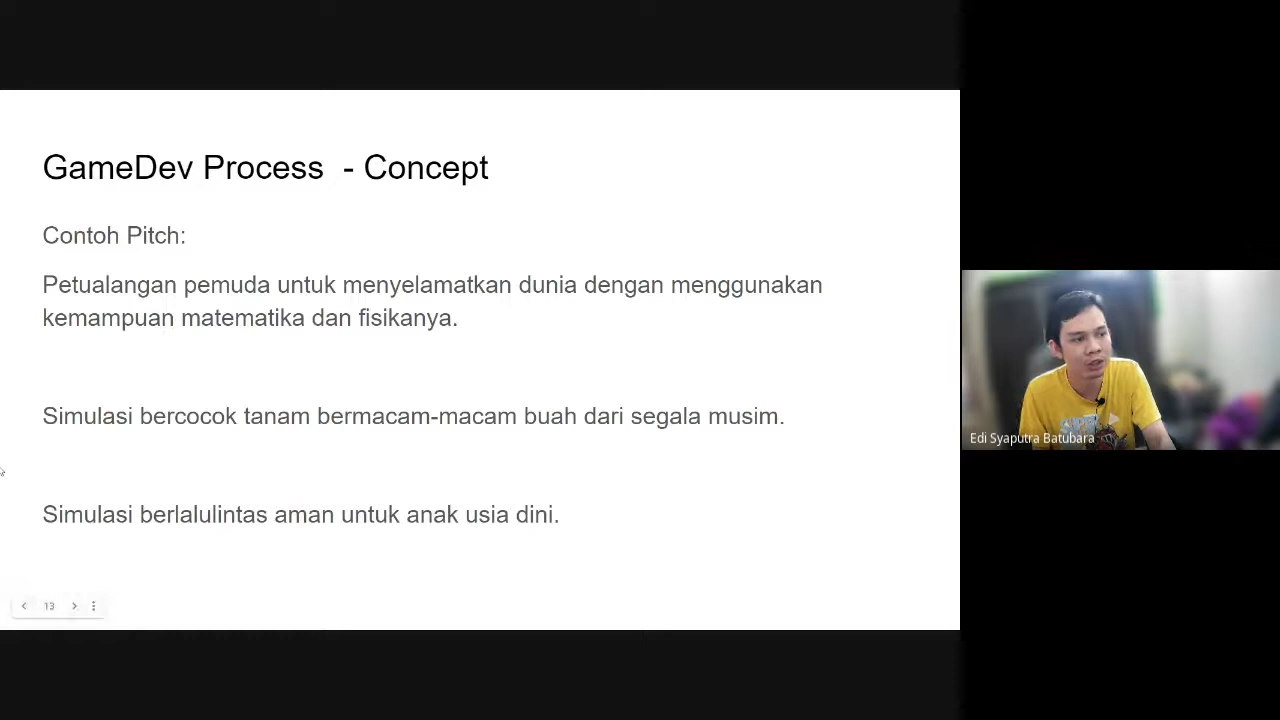 GameDev Process - Concept
Contoh Pitch:
Petualangan pemuda untuk menyelamatkan dunia dengan menggunakan
kemampuan matematika dan fisikanya.
Simulasi bercocok tanam bermacam-macam buah dari segala musim.
Simulasi berlalulintas aman untuk anak usia dini.
13
Edi Syaputra Batubara